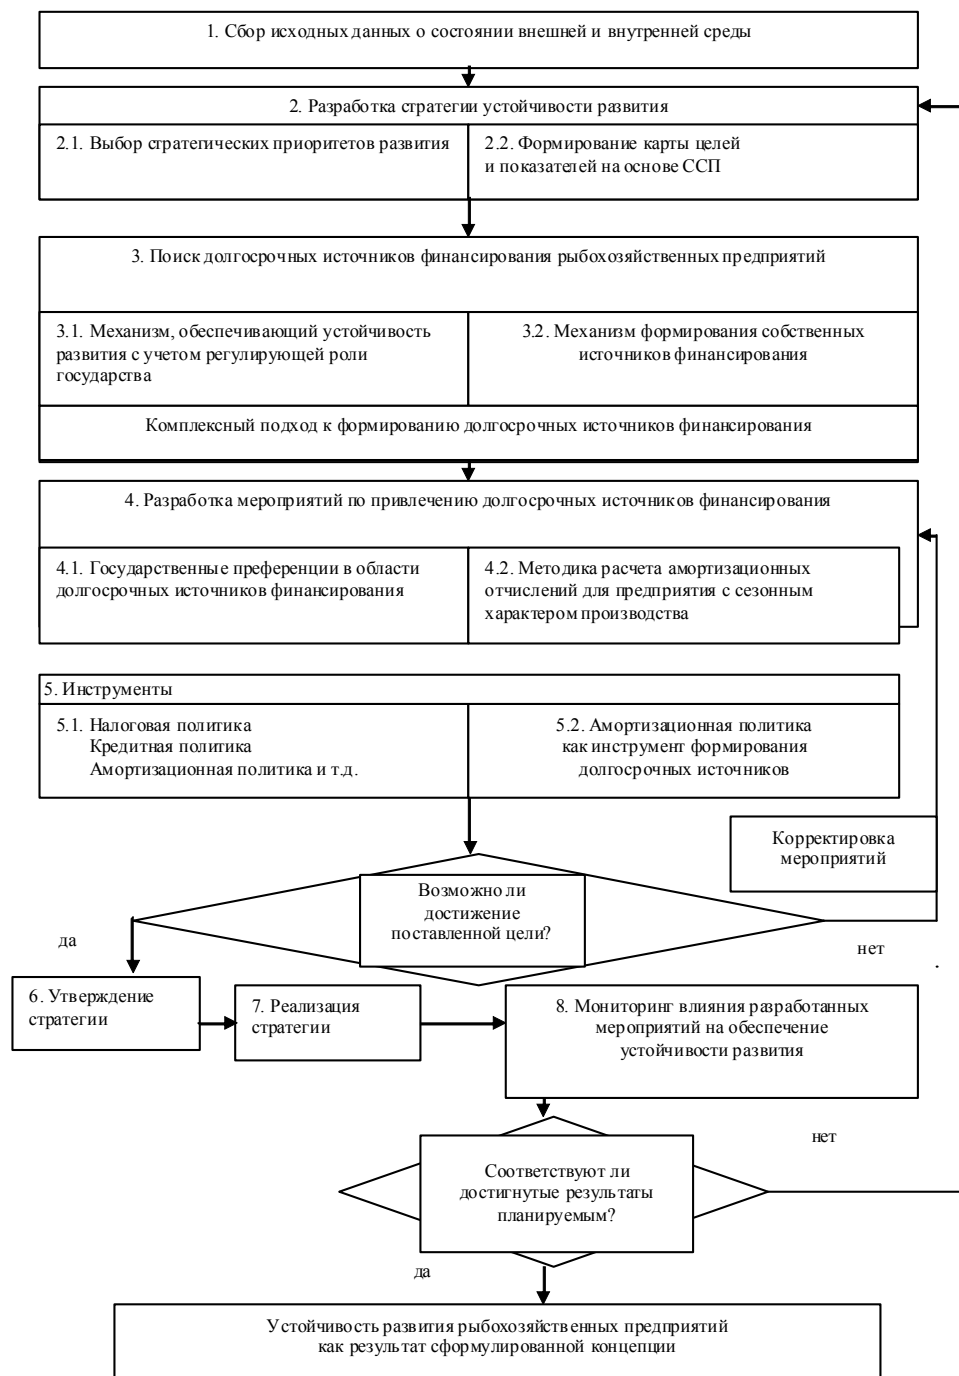 1. Сбор исходных данных о состоянии внешней и внутренней среды
2. Разработка стратегии устойчивости развития
2.1. Выбор стратегических приоритетов развития
2.2. Формирование карты целей
и показателей на основе ССП
3. Поиск долгосрочных источников финансирования рыбохозяйственных предприятий
3.1. Механизм, обеспечивающий устойчивость
развития с учетом регулирующей роли
государства
3.2. Механизм формирования собственных
источников финансирования
Комплексный подход к формированию долгосрочных источников финансирования
4. Разработка мероприятий по привлечению долгосрочных источников финансирования
4.1. Государственные преференции в области
долгосрочных источников финансирования
4.2. Методика расчета амортизационных
отчислений для предприятия с сезонным
характером производства
5. Инструменты
5.1. Налоговая политика
Кредитная политика
Амортизационная политика и т.д.
5.2. Амортизационная политика
как инструмент формирования
долгосрочных источников
Корректировка
мероприятий
Возможно ли
достижение
поставленной цели?
да
нет
6. Утверждение
стратегии
7. Реализация
стратегии
8. Мониторинг влияния разработанных
мероприятий на обеспечение
устойчивости развития
нет
Соответствуют ли
достигнутые результаты
планируемым?
да
Устойчивость развития рыбохозяйственных предприятий
как результат сформулированной концепции